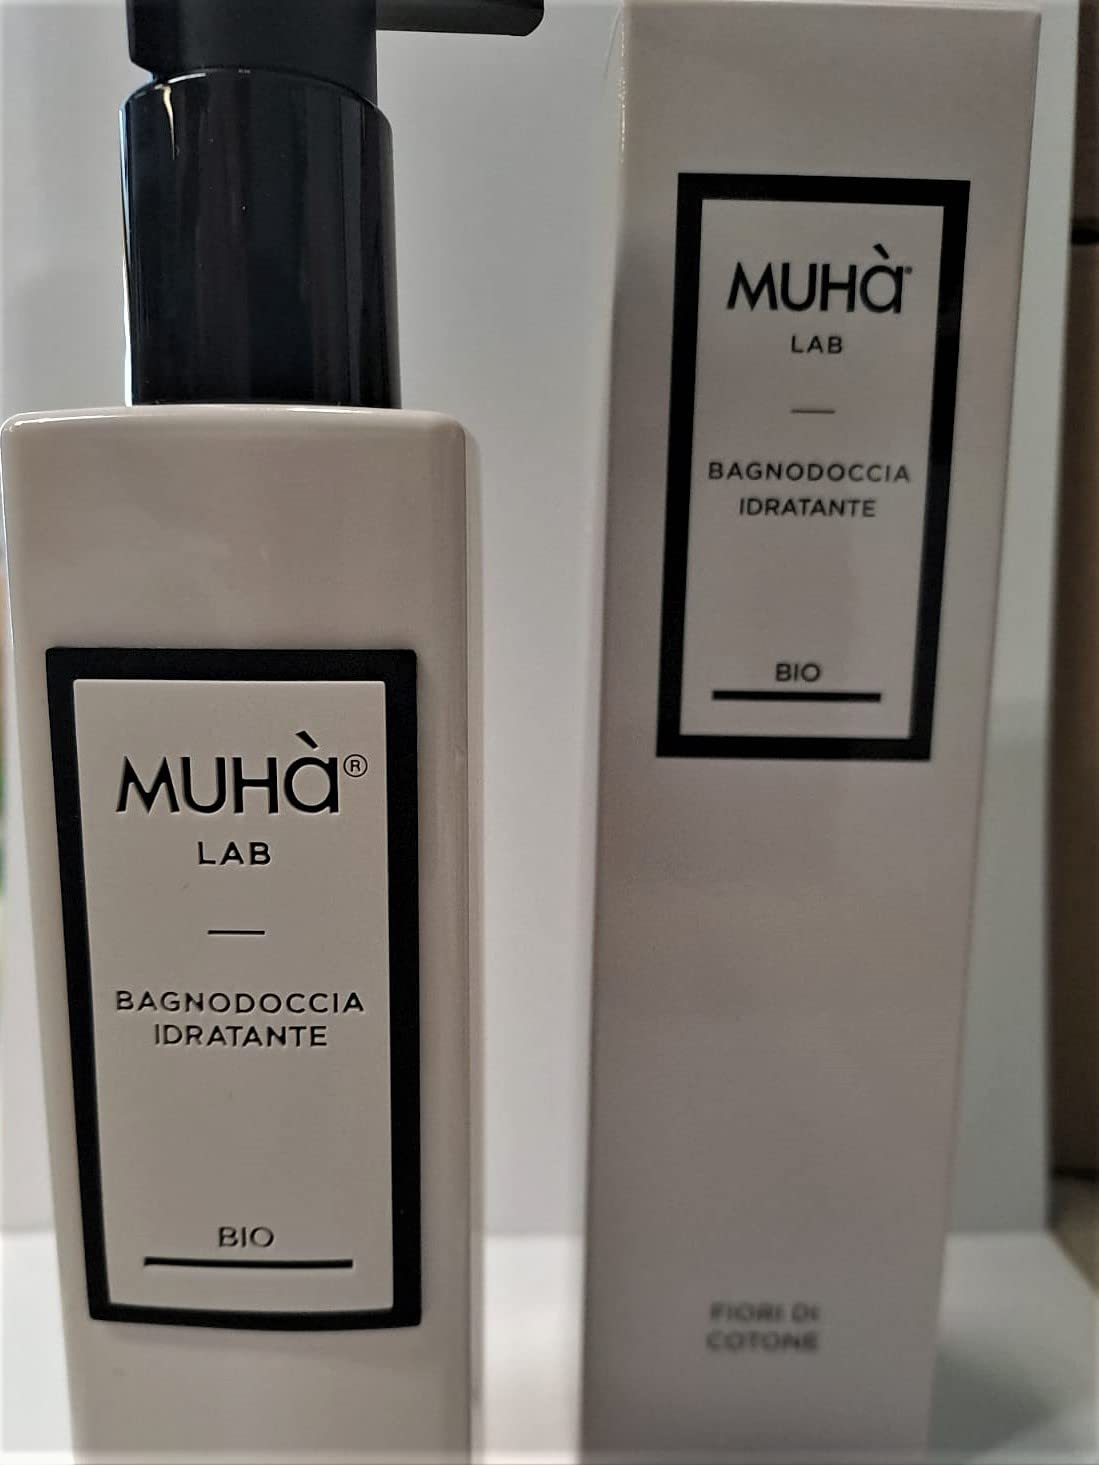 MUHà®
LAB
BAGNODOCCIA
IDRATANTE
BIO
MUHà®
LAB
BAGNODOCCIA
IDRATANTE
BIO
FIORI DI
COTONE